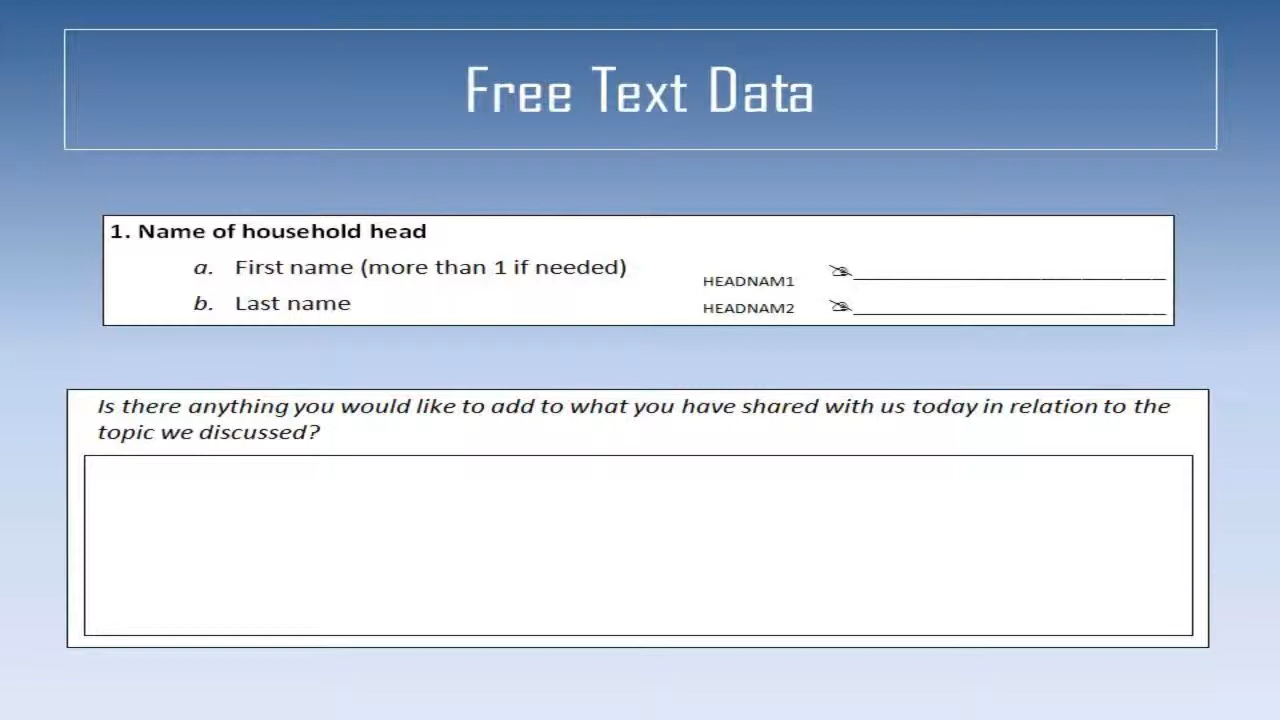 Free Text Data
1. Name of household head
a. First name (more than 1 if needed)
HEADNAM1
b. Last name
HEADNAM2
Is there anything you would like to add to what you have shared with us today in relation to the
topic we discussed?